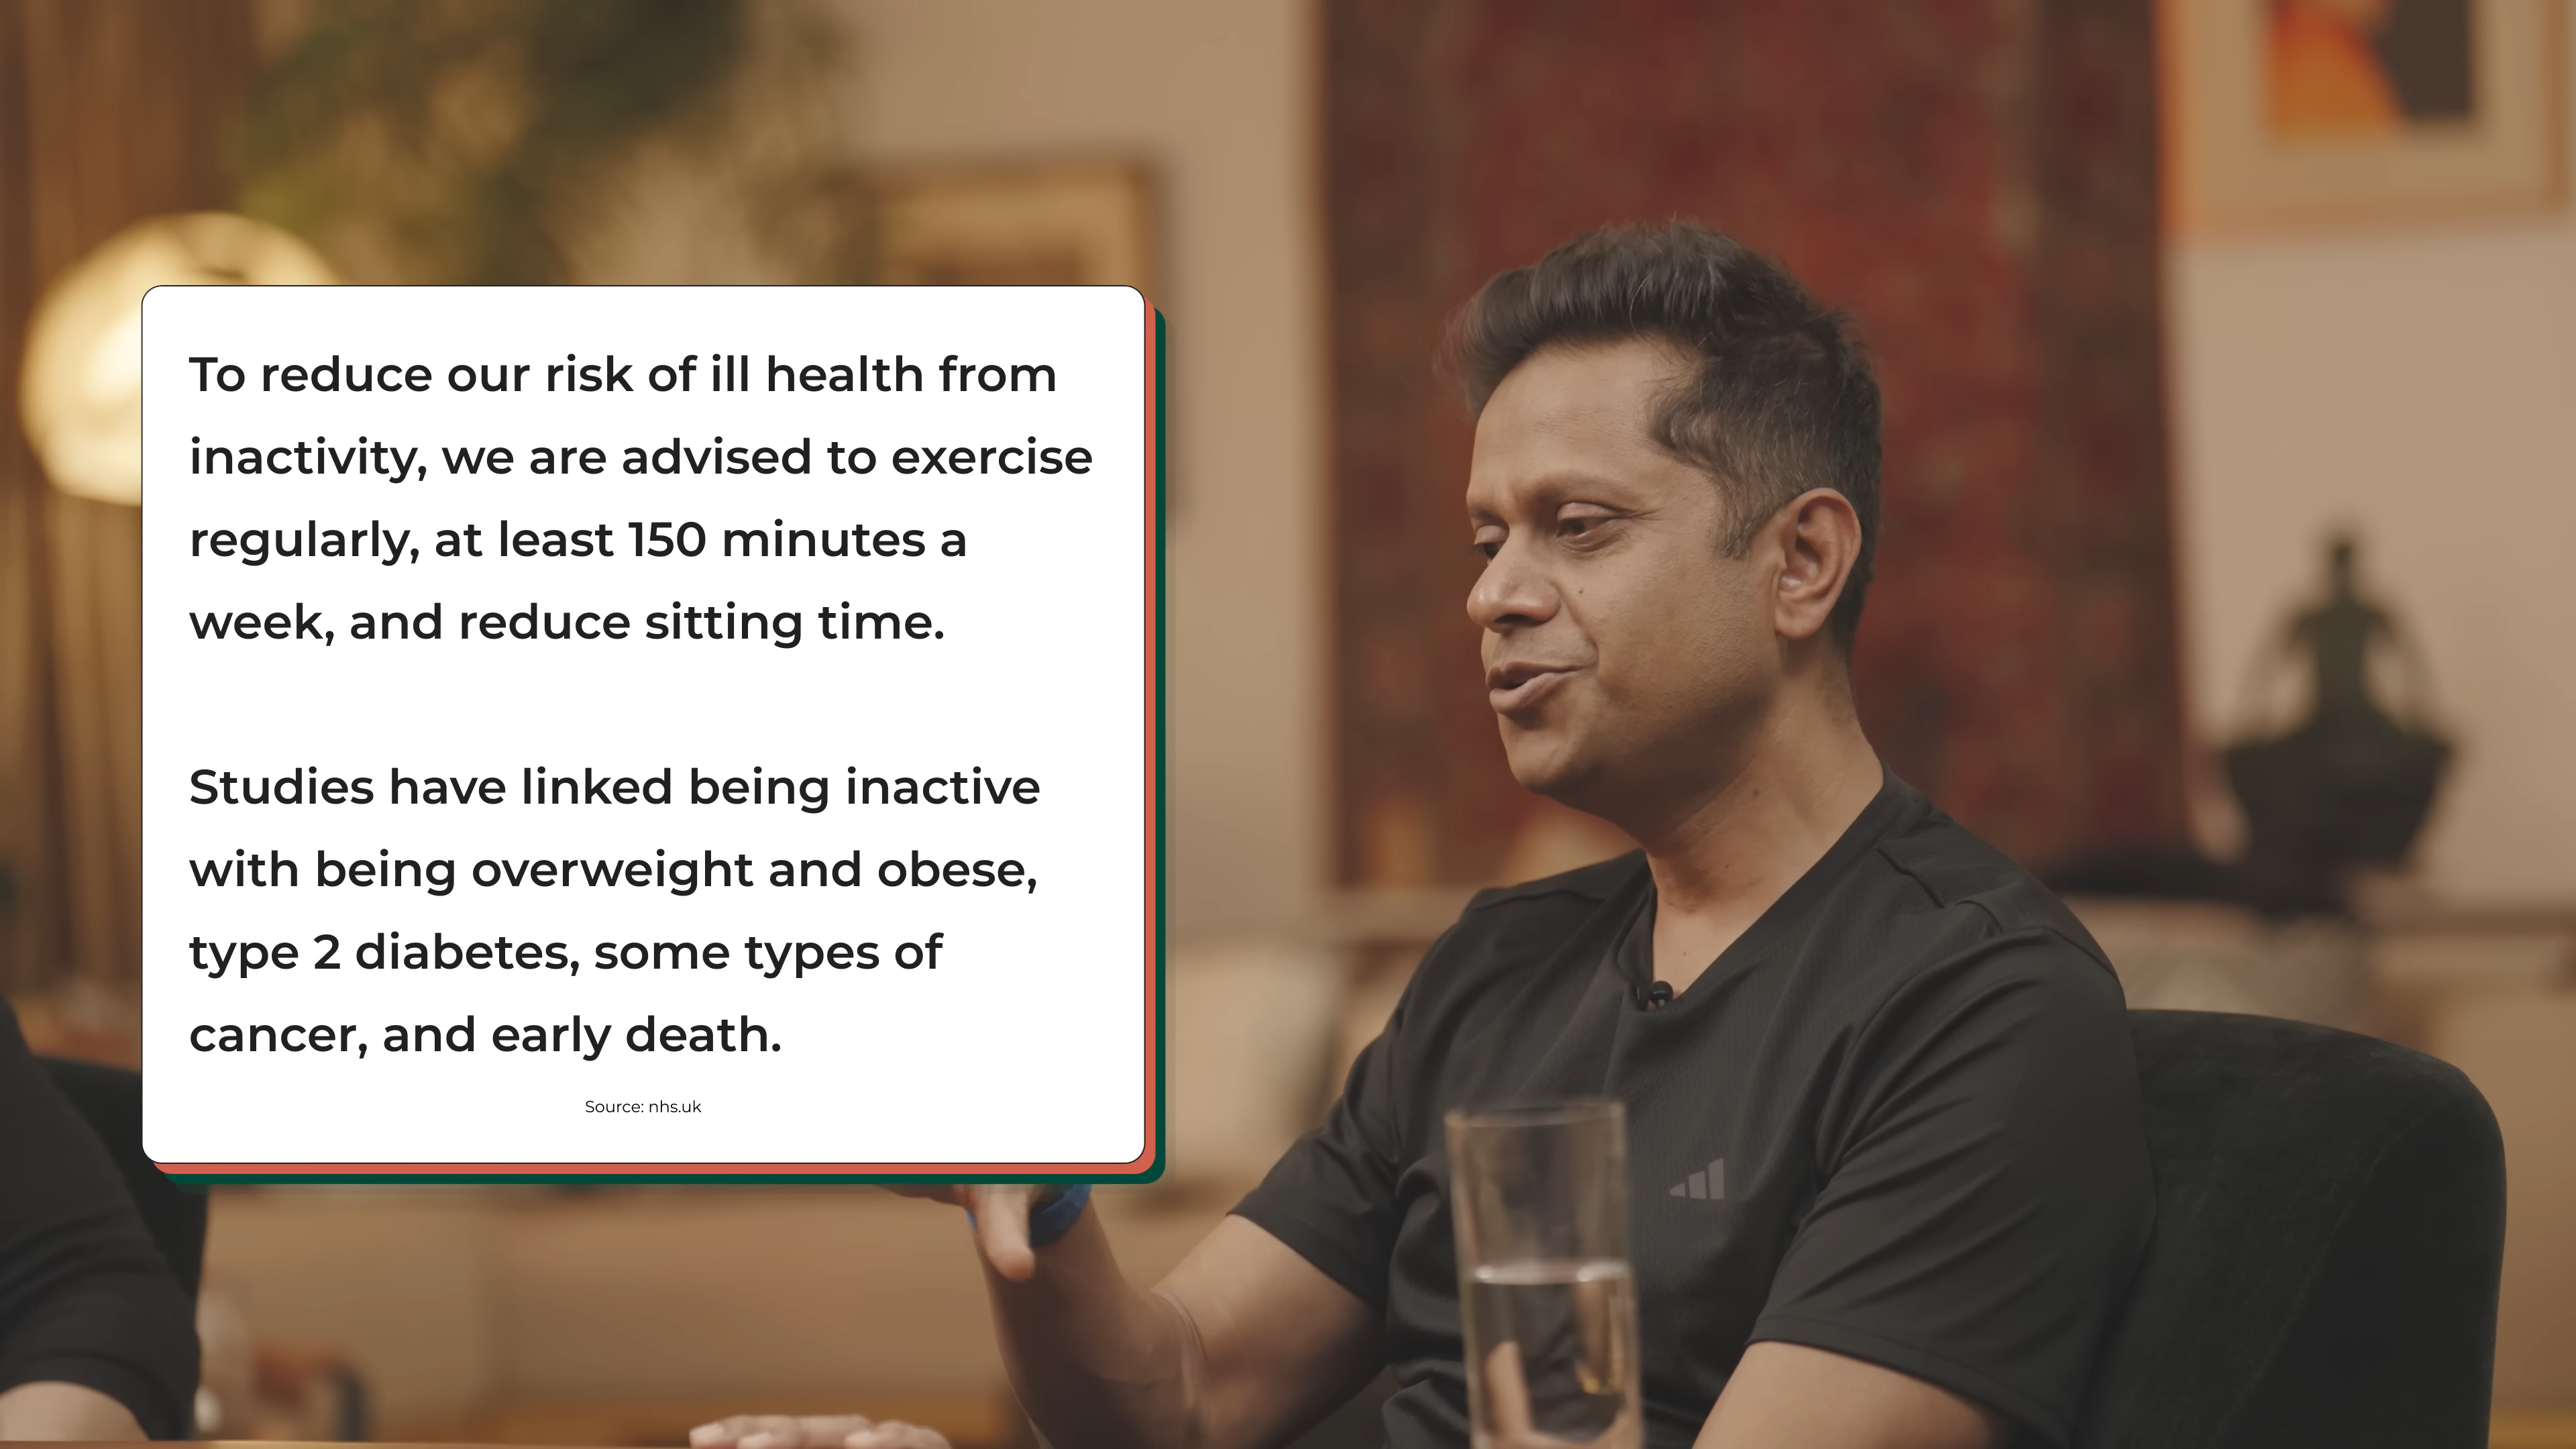 To reduce our risk of ill health from
inactivity, we are advised to exercise
regularly, at least 150 minutes a
week, and reduce sitting time.
Studies have linked being inactive
with being overweight and obese,
type 2 diabetes, some types of
cancer, and early death.
Source: nhs.uk